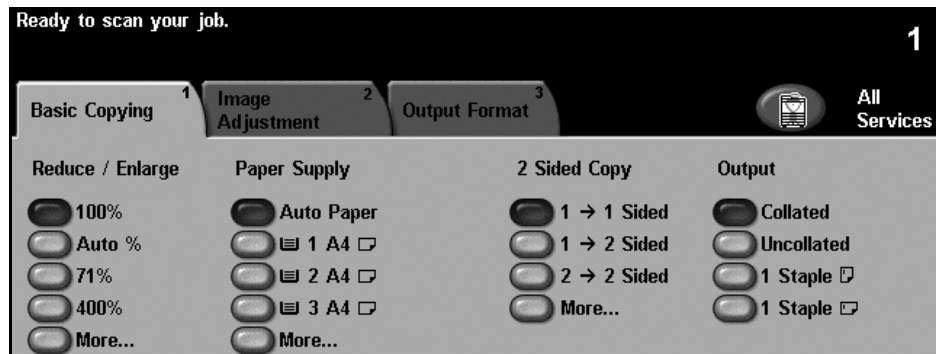 Ready to scan your job.
1
Basic Copying 1
Image Adjustment 2
Output Format 3
All Services
Reduce / Enlarge
100%
Auto %
71%
400%
More...
Paper Supply
Auto Paper
1 A4
2 A4
3 A4
More...
2 Sided Copy
1 → 1 Sided
1 → 2 Sided
2 → 2 Sided
More...
Output
Collated
Uncollated
1 Staple
1 Staple